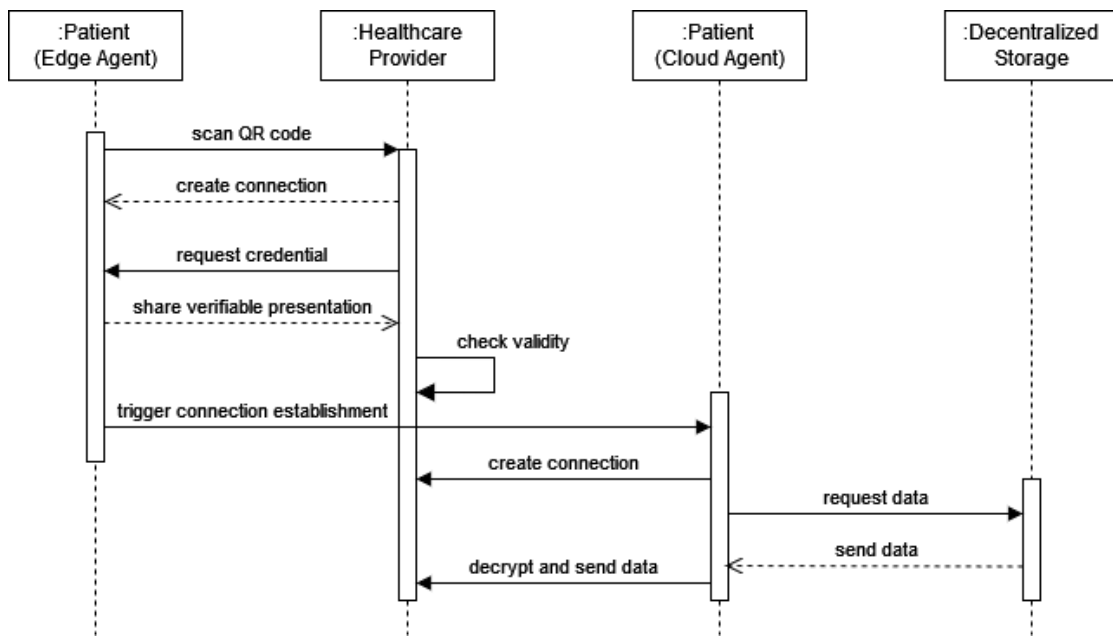 :Patient
(Edge Agent)
:Healthcare
Provider
:Patient
(Cloud Agent)
:Decentralized
Storage
scan QR code
create connection
request credential
share verifiable presentation
check validity
trigger connection establishment
create connection
request data
send data
decrypt and send data